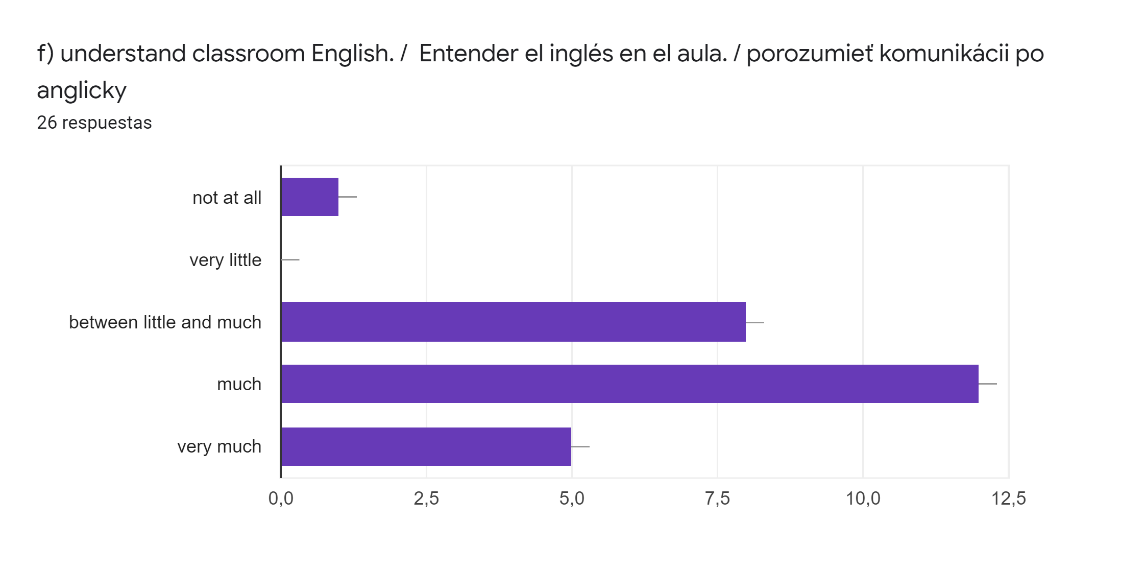 f) understand classroom English. /  Entender el inglés en el aula. / porozumieť komunikácii po
anglicky
26 respuestas
not at all
very little
between little and much
much
very much
0,0 2,5 5,0 7,5 10,0 12,5